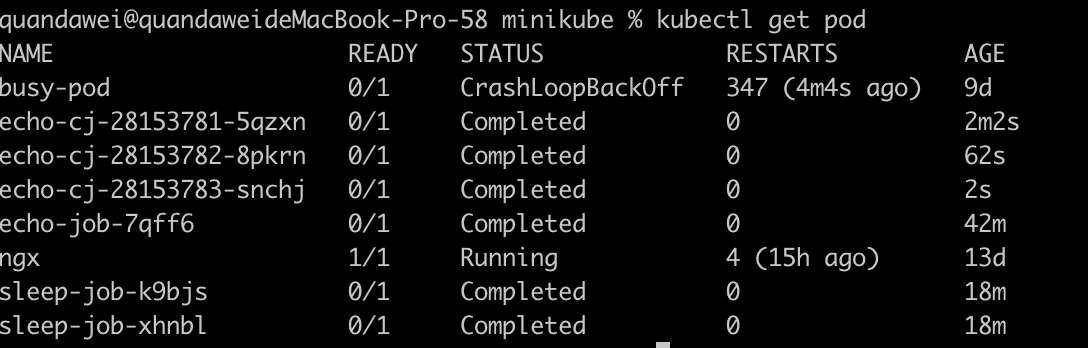 quandawei@quandaweideMacBook-Pro-58 minikube % kubectl get pod
NAME READY STATUS RESTARTS AGE
busy-pod 0/1 CrashLoopBackOff 347 (4m4s ago) 9d
echo-cj-28153781-5qzxn 0/1 Completed 0 2m2s
echo-cj-28153782-8pkrn 0/1 Completed 0 62s
echo-cj-28153783-snchj 0/1 Completed 0 2s
echo-job-7qff6 0/1 Completed 0 42m
ngx 1/1 Running 4 (15h ago) 13d
sleep-job-k9bjs 0/1 Completed 0 18m
sleep-job-xhnbl 0/1 Completed 0 18m